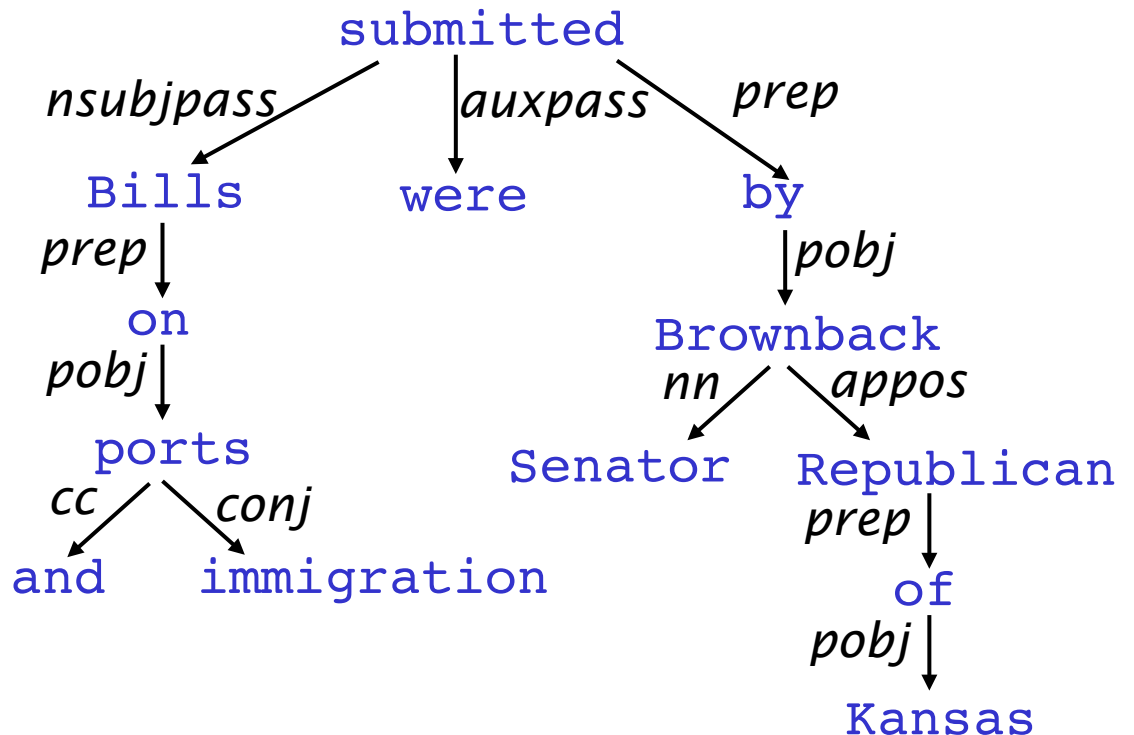 submitted
nsubjpass auxpass prep
Bills were by
prep pobj
on Brownback
pobj nn appos
ports Senator Republican
cc conj prep
and immigration of
pobj
Kansas